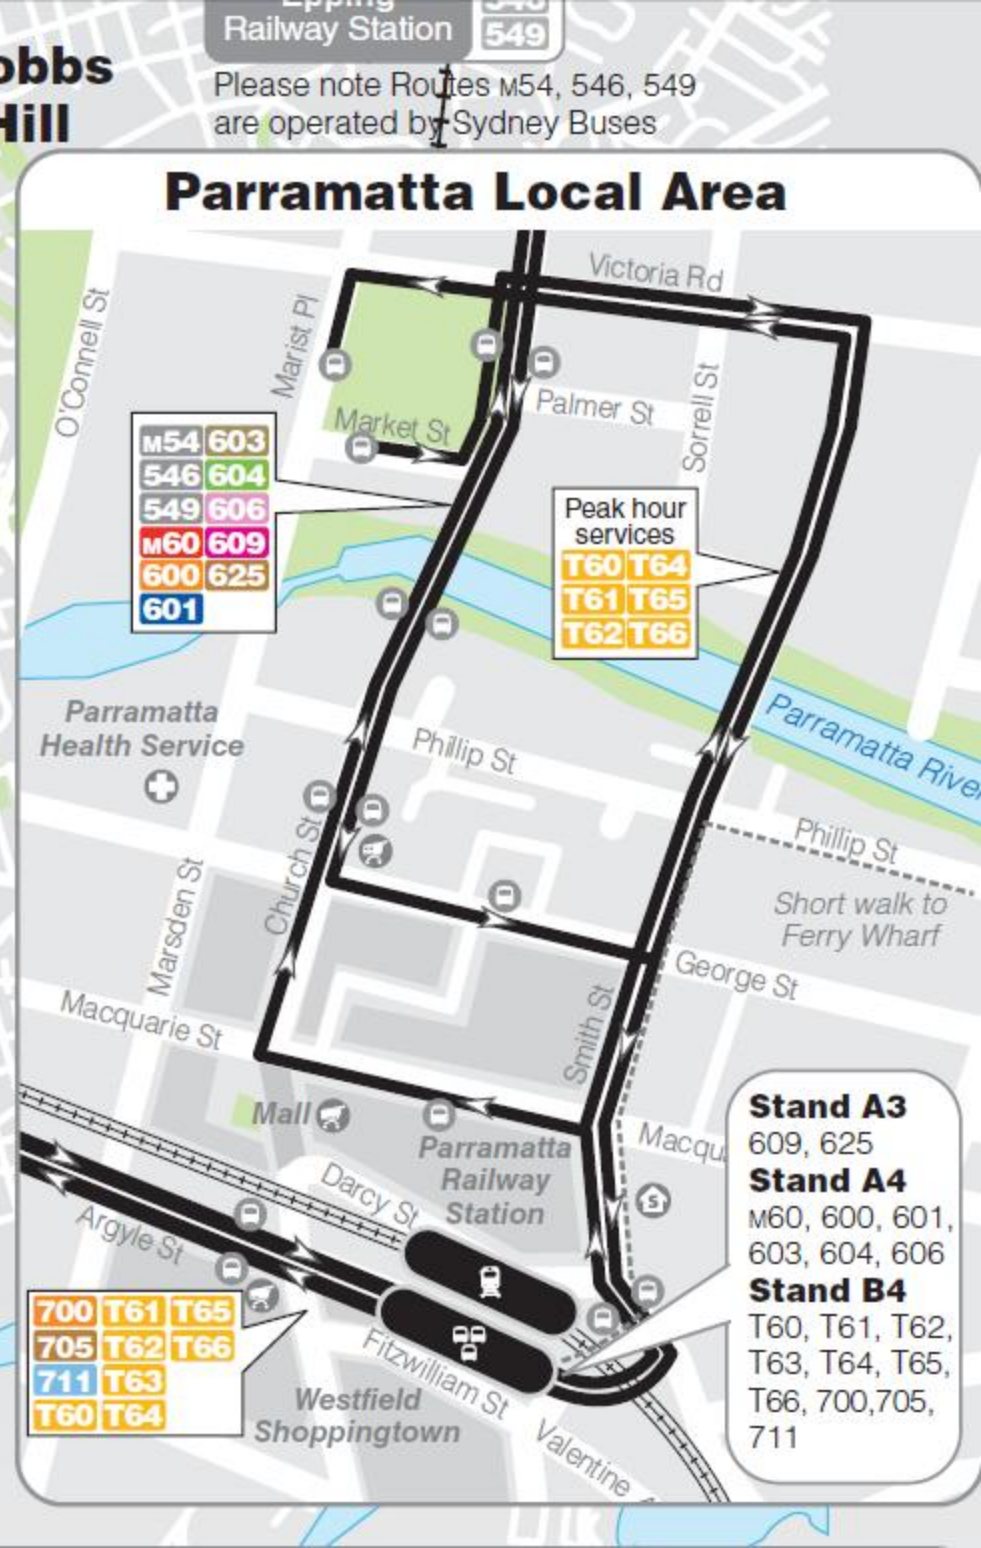 Epping
Railway Station
548
549
obbs
Hill
Please note Routes M54, 546, 549
are operated by Sydney Buses
Parramatta Local Area
Victoria Rd
O'Connell St
Marist Pl
Sorrell St
Palmer St
Market St
M54 603
546 604
549 606
M60 609
600 625
601
Peak hour
services
T60 T64
T61 T65
T62 T66
Parramatta
Health Service
Parramatta River
Phillip St
Phillip St
Short walk to
Ferry Wharf
Church St
Marsden St
George St
Smith St
Macquarie St
Mall
Macqu
Parramatta
Railway
Station
Darcy St
S
Argyle St
Stand A3
609, 625
Stand A4
M60, 600, 601,
603, 604, 606
Stand B4
T60, T61, T62,
T63, T64, T65,
T66, 700,705,
711
700 T61 T65
705 T62 T66
711 T63
T60 T64
Fitzwilliam St
Westfield
Shoppingtown
Valentine